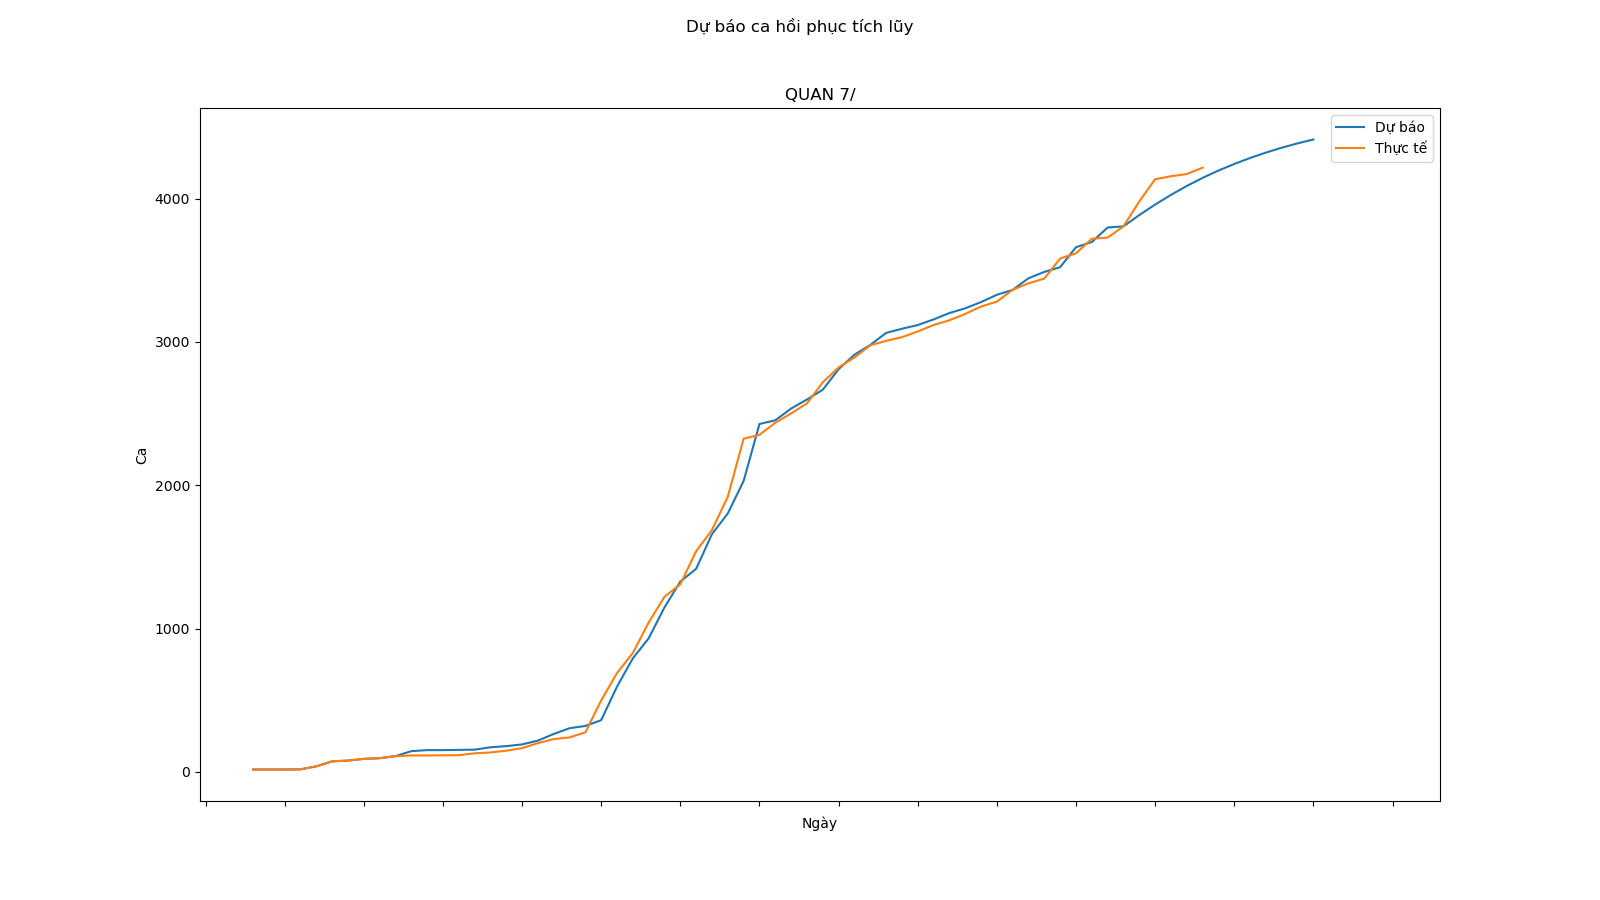 Dự báo ca hồi phục tích lũy
QUAN 7/
Dự báo
Thực tế
4000
3000
2000
1000
0
Ca
Ngày